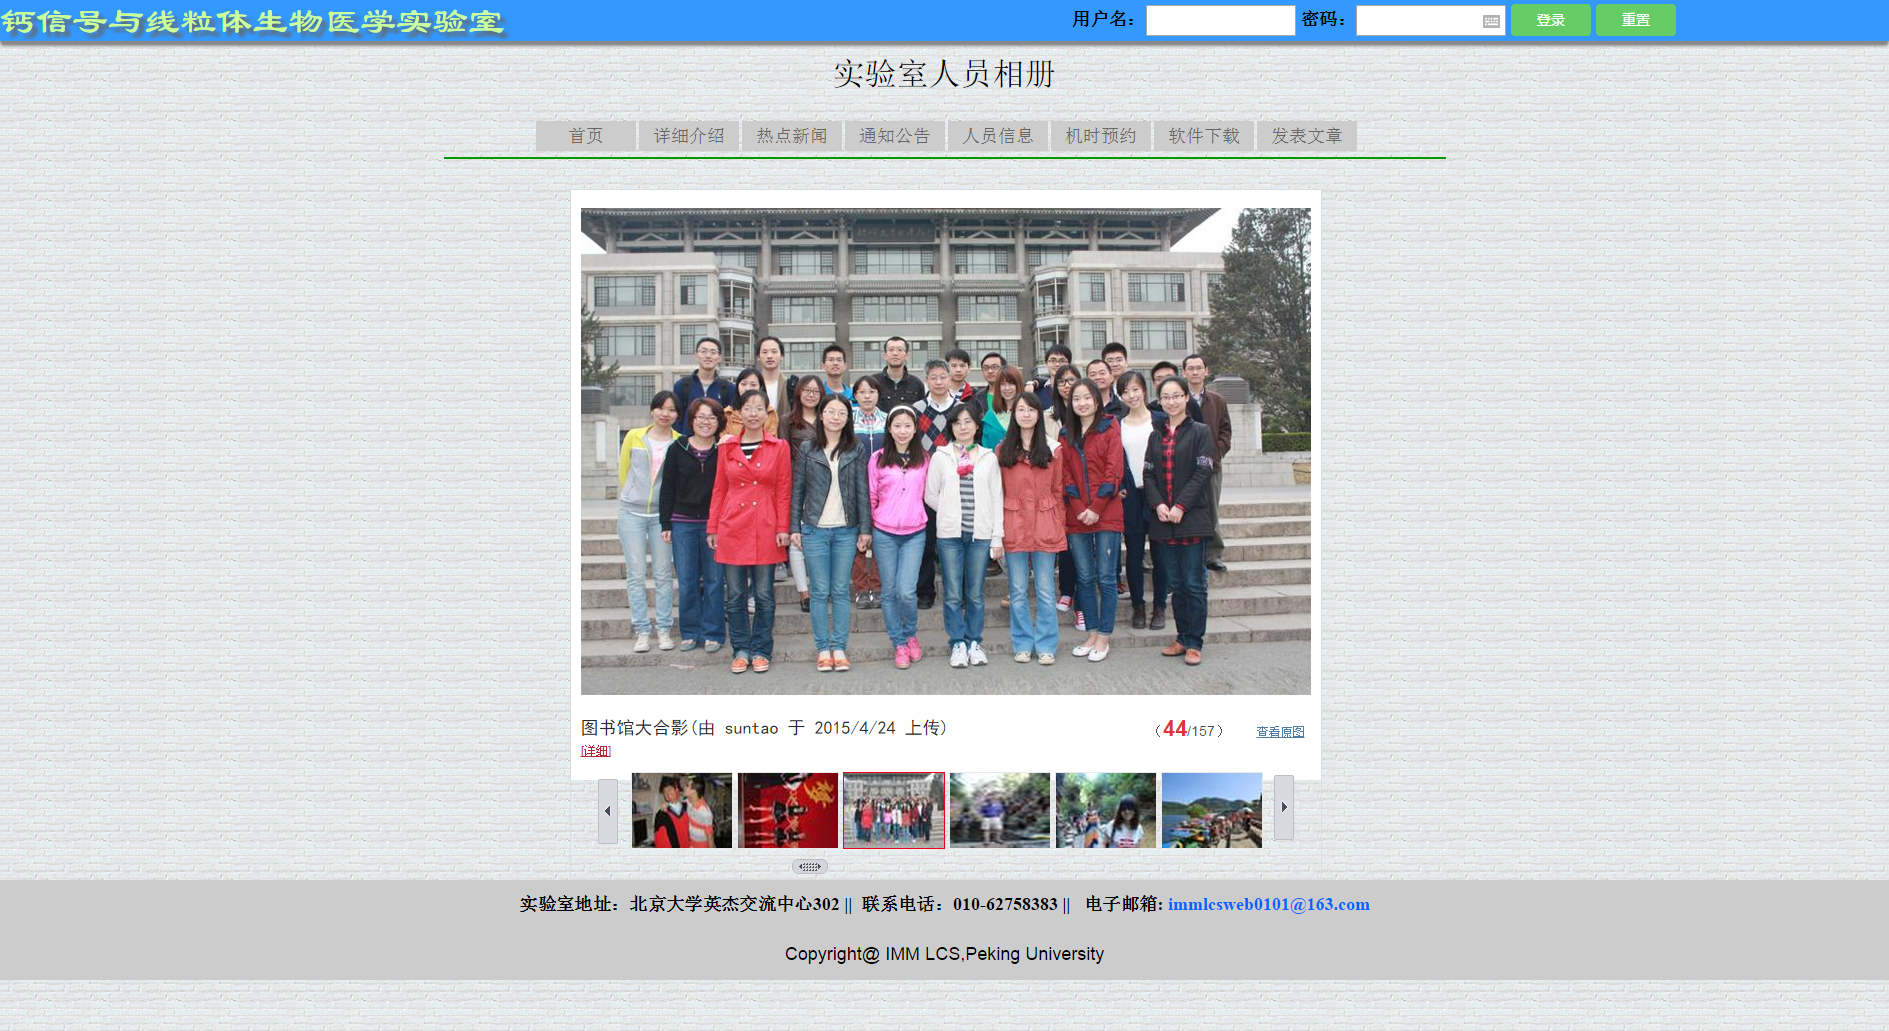 钙信号与线粒体生物医学实验室
用户名： 密码： 登录 重置
实验室人员相册
首页 详细介绍 热点新闻 通知公告 人员信息 机时预约 软件下载 发表文章
图书馆大合影(由 suntao 于 2015/4/24 上传)
（44/157） 查看原图
[详细]
实验室地址：北京大学英杰交流中心302 || 联系电话：010-62758383 || 电子邮箱: immlcsweb0101@163.com
Copyright@ IMM LCS,Peking University